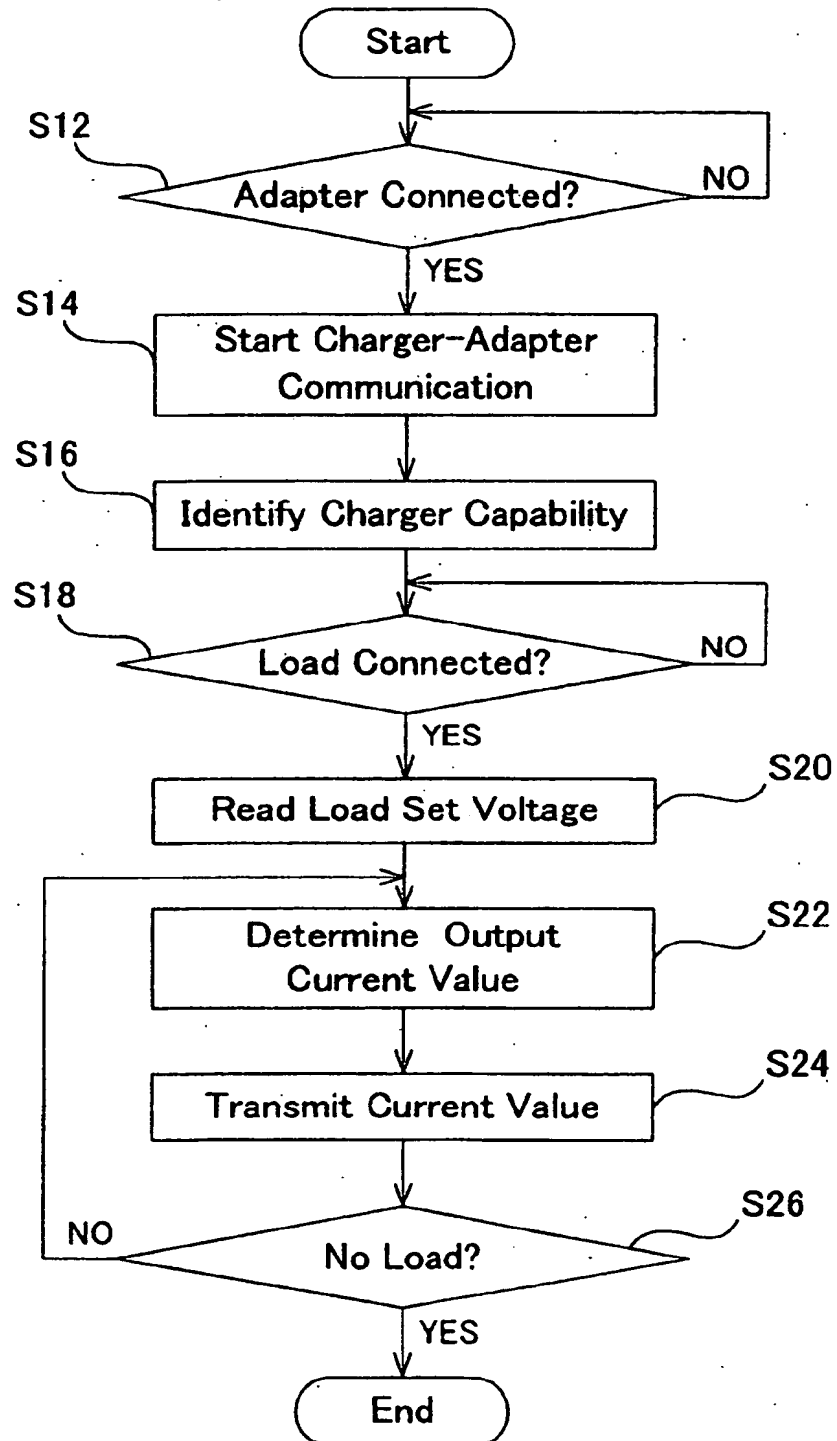 Start
S12
Adapter Connected?
NO
YES
S14
Start Charger-Adapter
Communication
S16
Identify Charger Capability
S18
Load Connected?
NO
YES
S20
Read Load Set Voltage
S22
Determine Output
Current Value
S24
Transmit Current Value
S26
NO
No Load?
YES
End